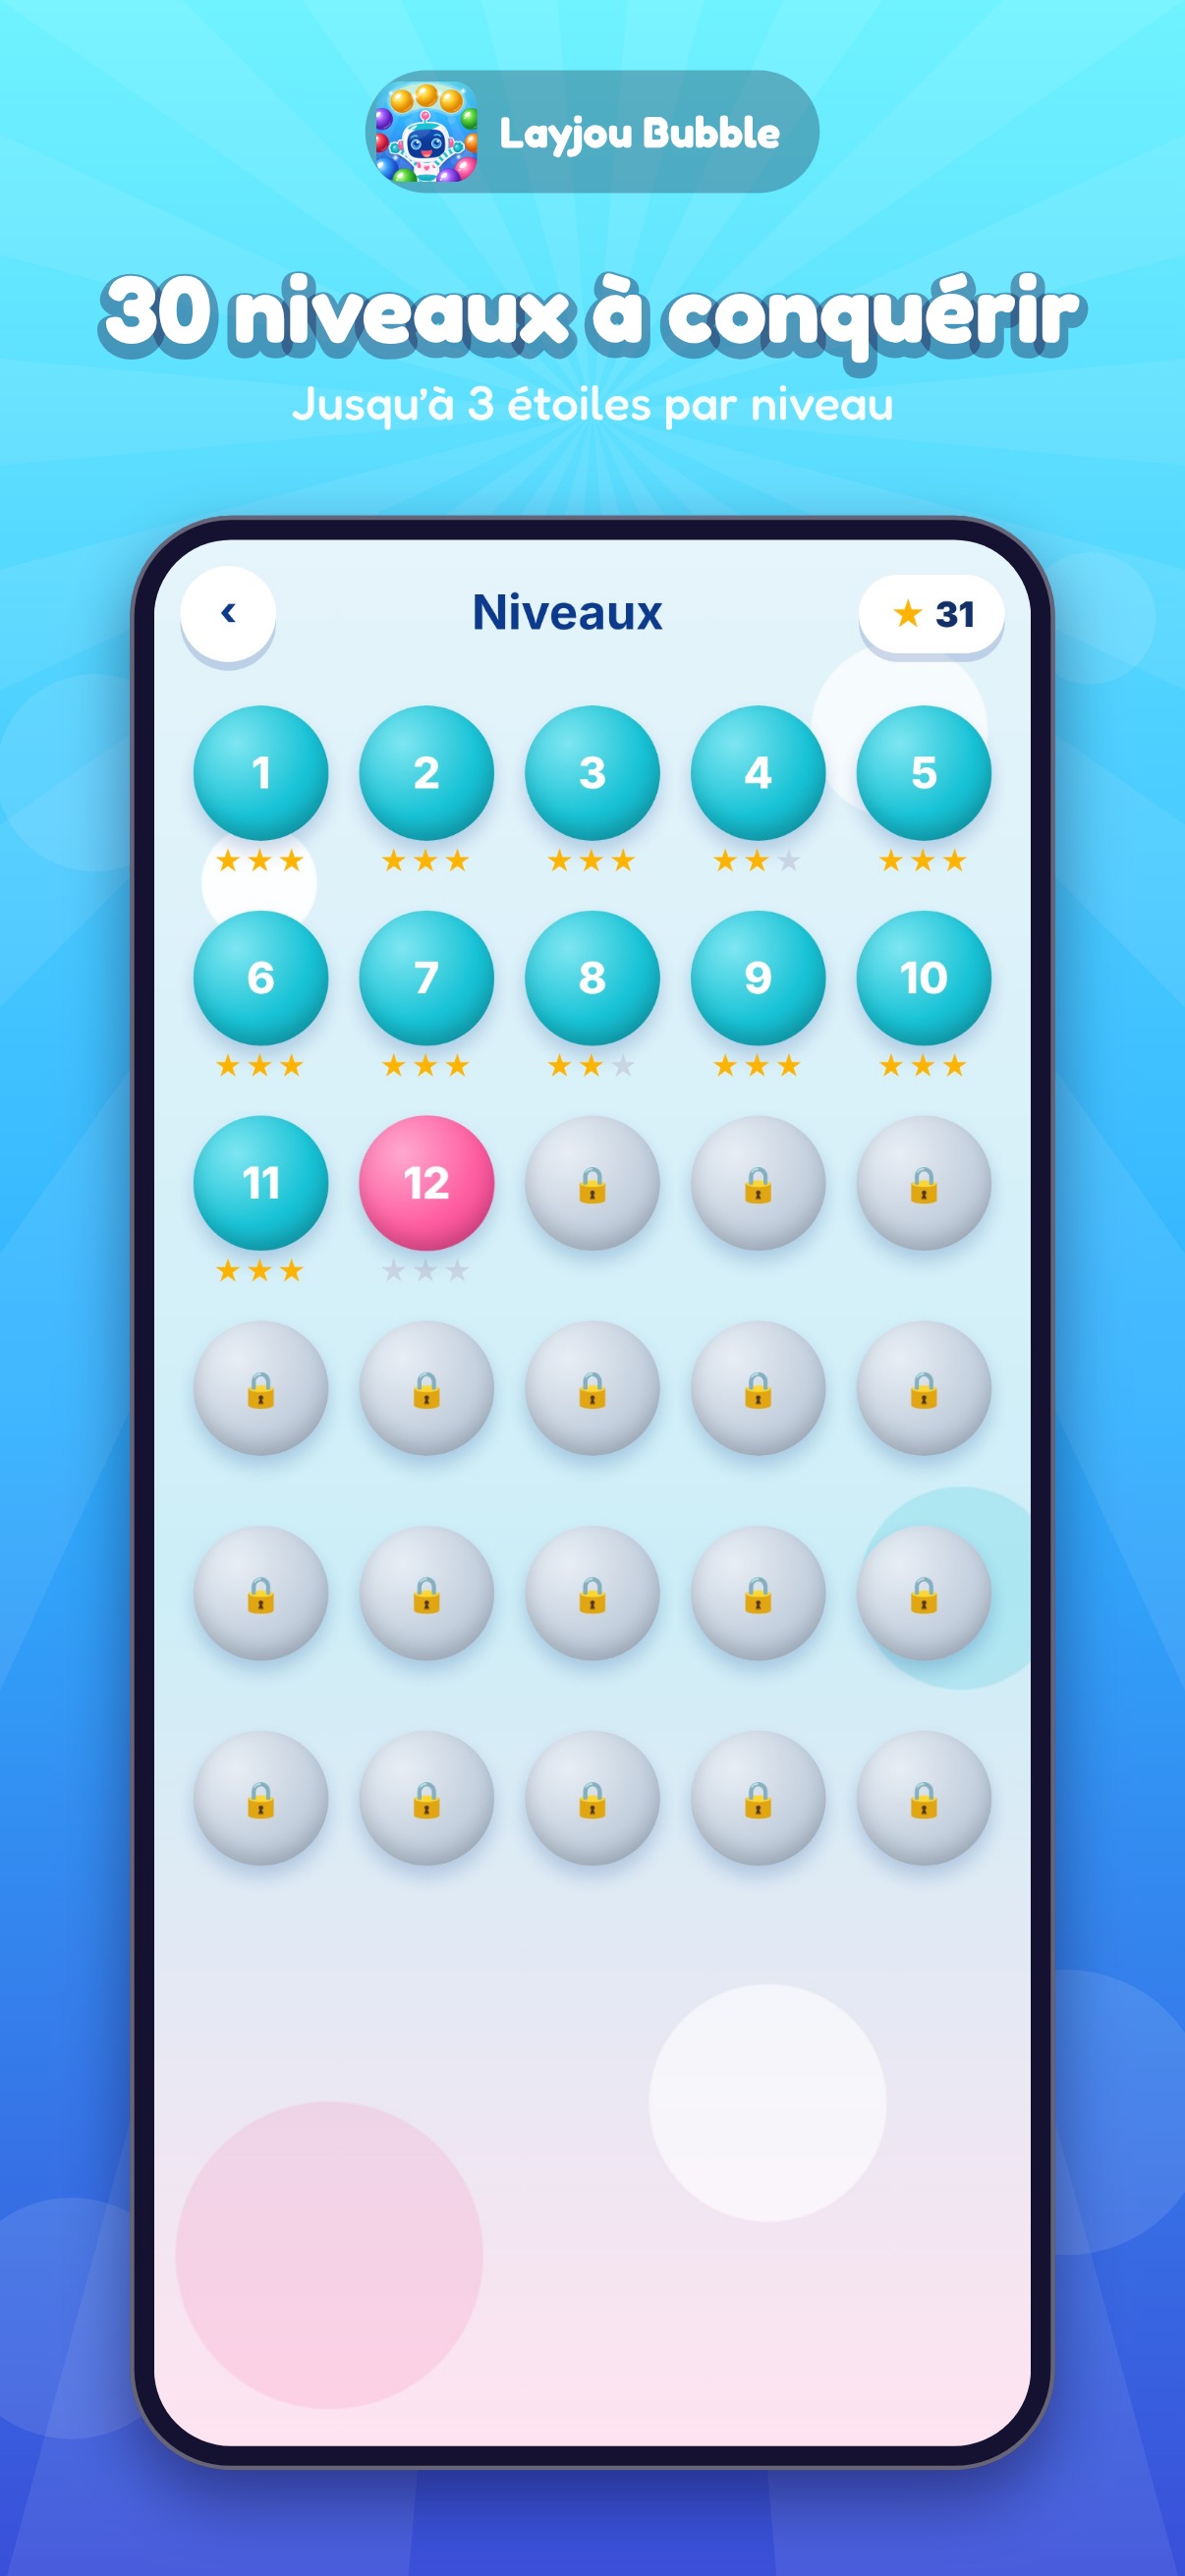 Layjou Bubble
30 niveaux à conquérir
Jusqu’à 3 étoiles par niveau
‹ Niveaux ★ 31
1 2 3 4 5
6 7 8 9 10
11 12